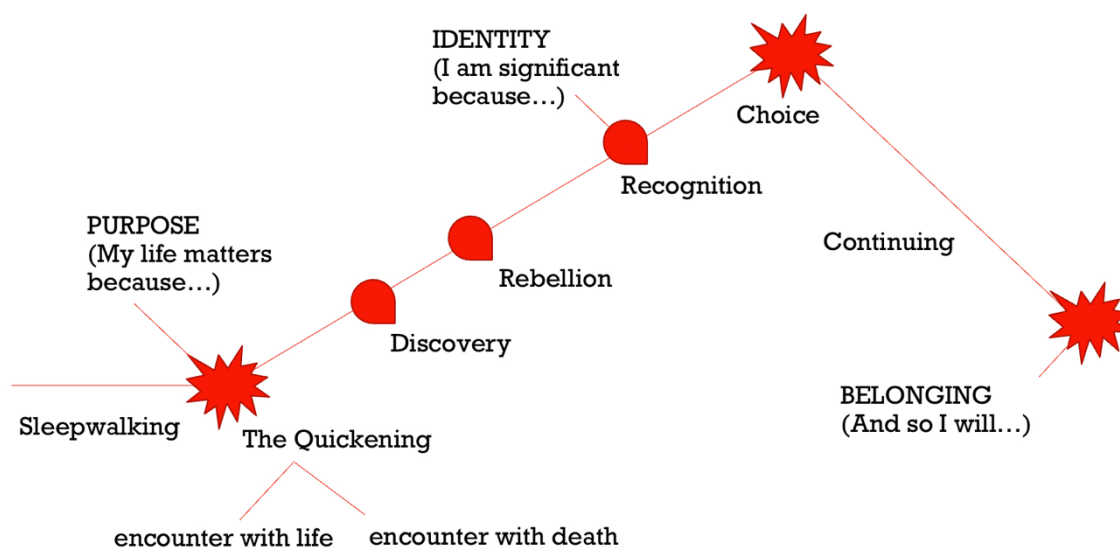 IDENTITY
(I am significant
because...)
Choice
Recognition
PURPOSE
(My life matters
because...)
Continuing
Rebellion
Discovery
BELONGING
(And so I will...)
Sleepwalking
The Quickening
encounter with life
encounter with death